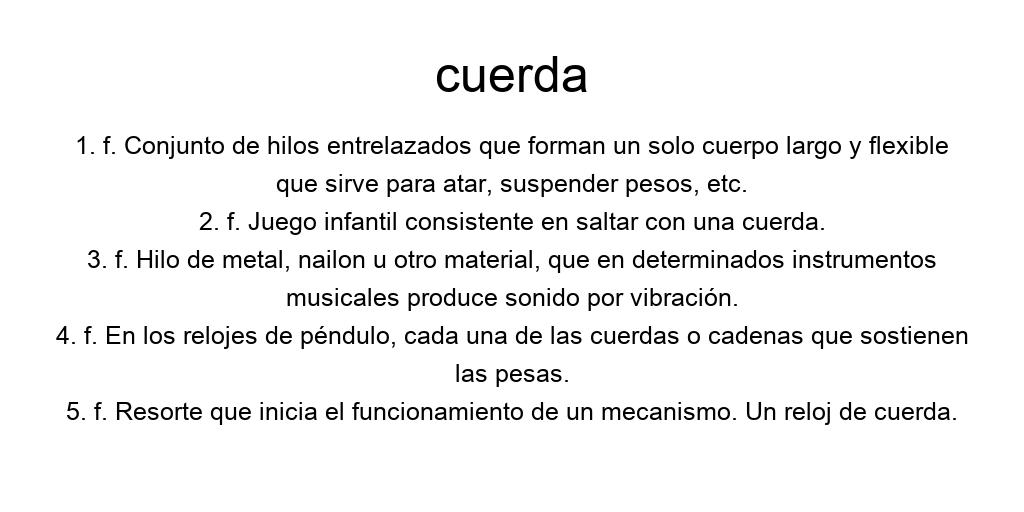 cuerda
1. f. Conjunto de hilos entrelazados que forman un solo cuerpo largo y flexible
que sirve para atar, suspender pesos, etc.
2. f. Juego infantil consistente en saltar con una cuerda.
3. f. Hilo de metal, nailon u otro material, que en determinados instrumentos
musicales produce sonido por vibración.
4. f. En los relojes de péndulo, cada una de las cuerdas o cadenas que sostienen
las pesas.
5. f. Resorte que inicia el funcionamiento de un mecanismo. Un reloj de cuerda.